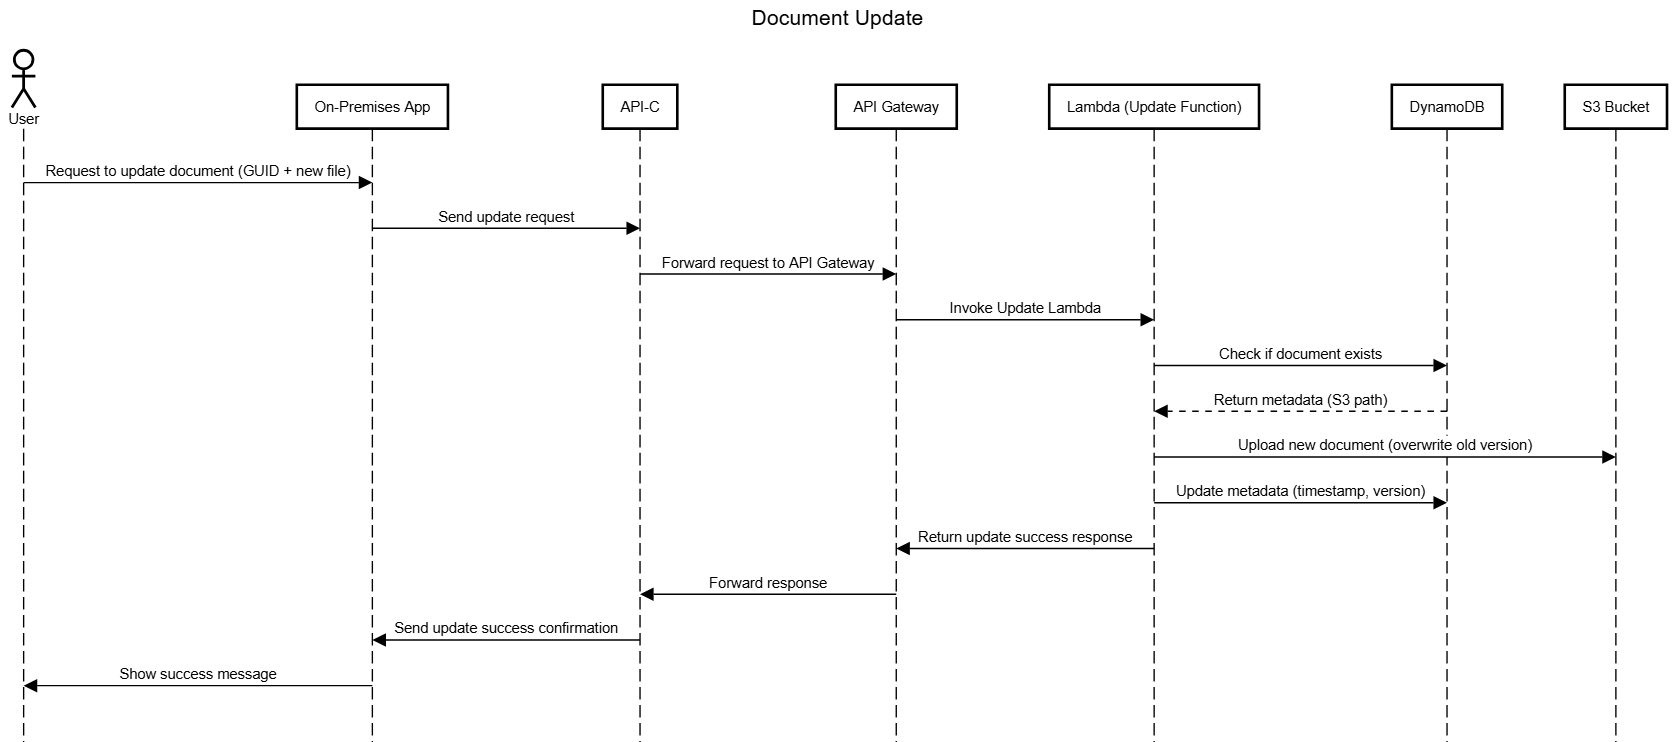 Document Update
User
On-Premises App
API-C
API Gateway
Lambda (Update Function)
DynamoDB
S3 Bucket
Request to update document (GUID + new file)
Send update request
Forward request to API Gateway
Invoke Update Lambda
Check if document exists
Return metadata (S3 path)
Upload new document (overwrite old version)
Update metadata (timestamp, version)
Return update success response
Forward response
Send update success confirmation
Show success message